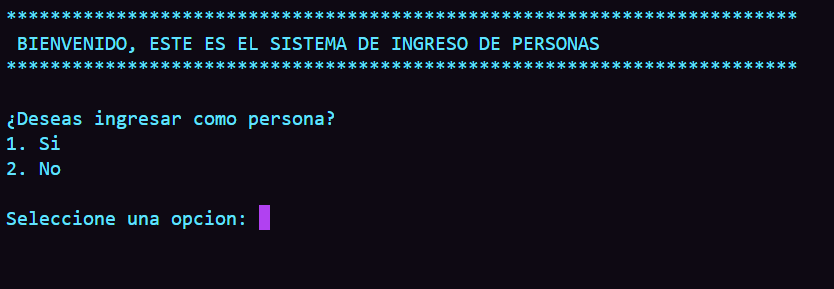 ************************************************************************
BIENVENIDO, ESTE ES EL SISTEMA DE INGRESO DE PERSONAS
************************************************************************
¿Deseas ingresar como persona?
1. Si
2. No
Seleccione una opcion: